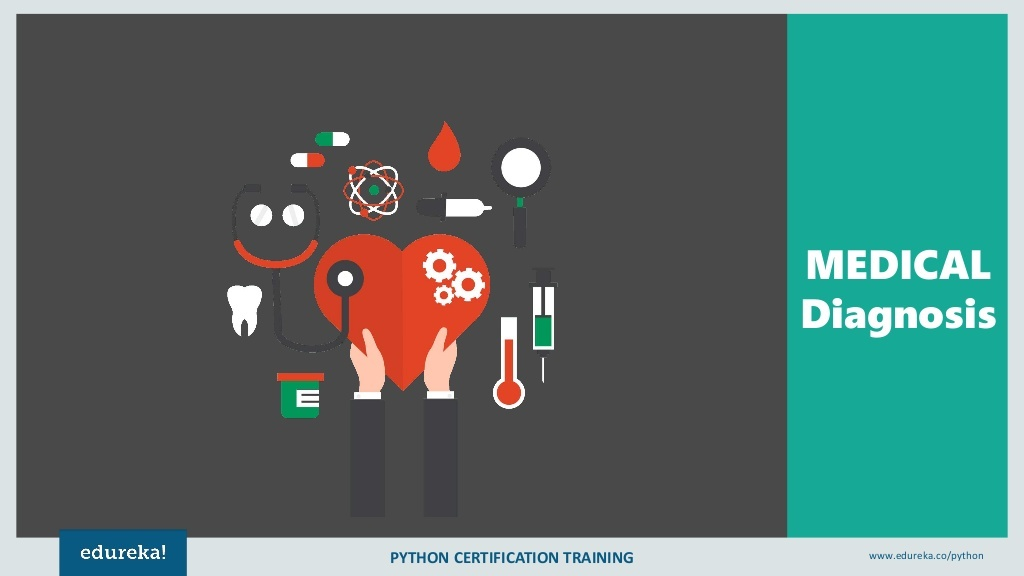 MEDICAL
Diagnosis
E
edureka!
PYTHON CERTIFICATION TRAINING
www.edureka.co/python